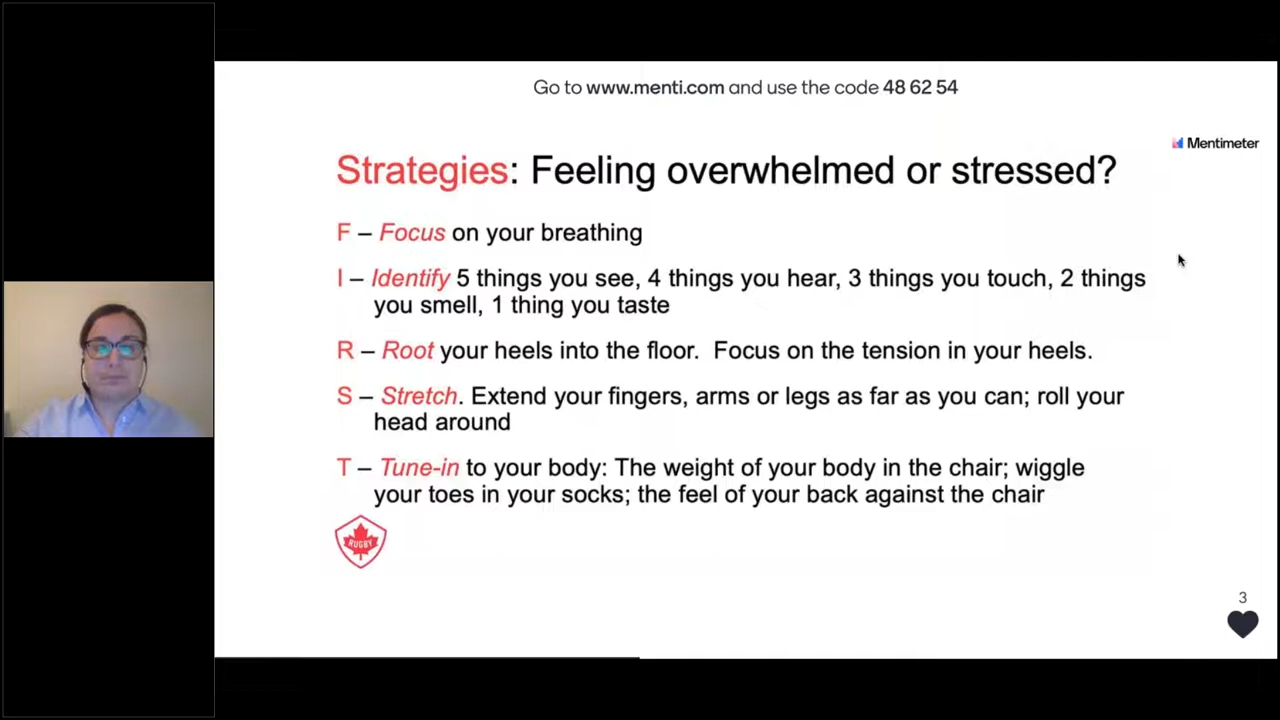 Go to www.menti.com and use the code 48 62 54
Mentimeter
Strategies: Feeling overwhelmed or stressed?
F – Focus on your breathing
I – Identify 5 things you see, 4 things you hear, 3 things you touch, 2 things
you smell, 1 thing you taste
R – Root your heels into the floor.  Focus on the tension in your heels.
S – Stretch. Extend your fingers, arms or legs as far as you can; roll your
head around
T – Tune-in to your body: The weight of your body in the chair; wiggle
your toes in your socks; the feel of your back against the chair
RUGBY
3